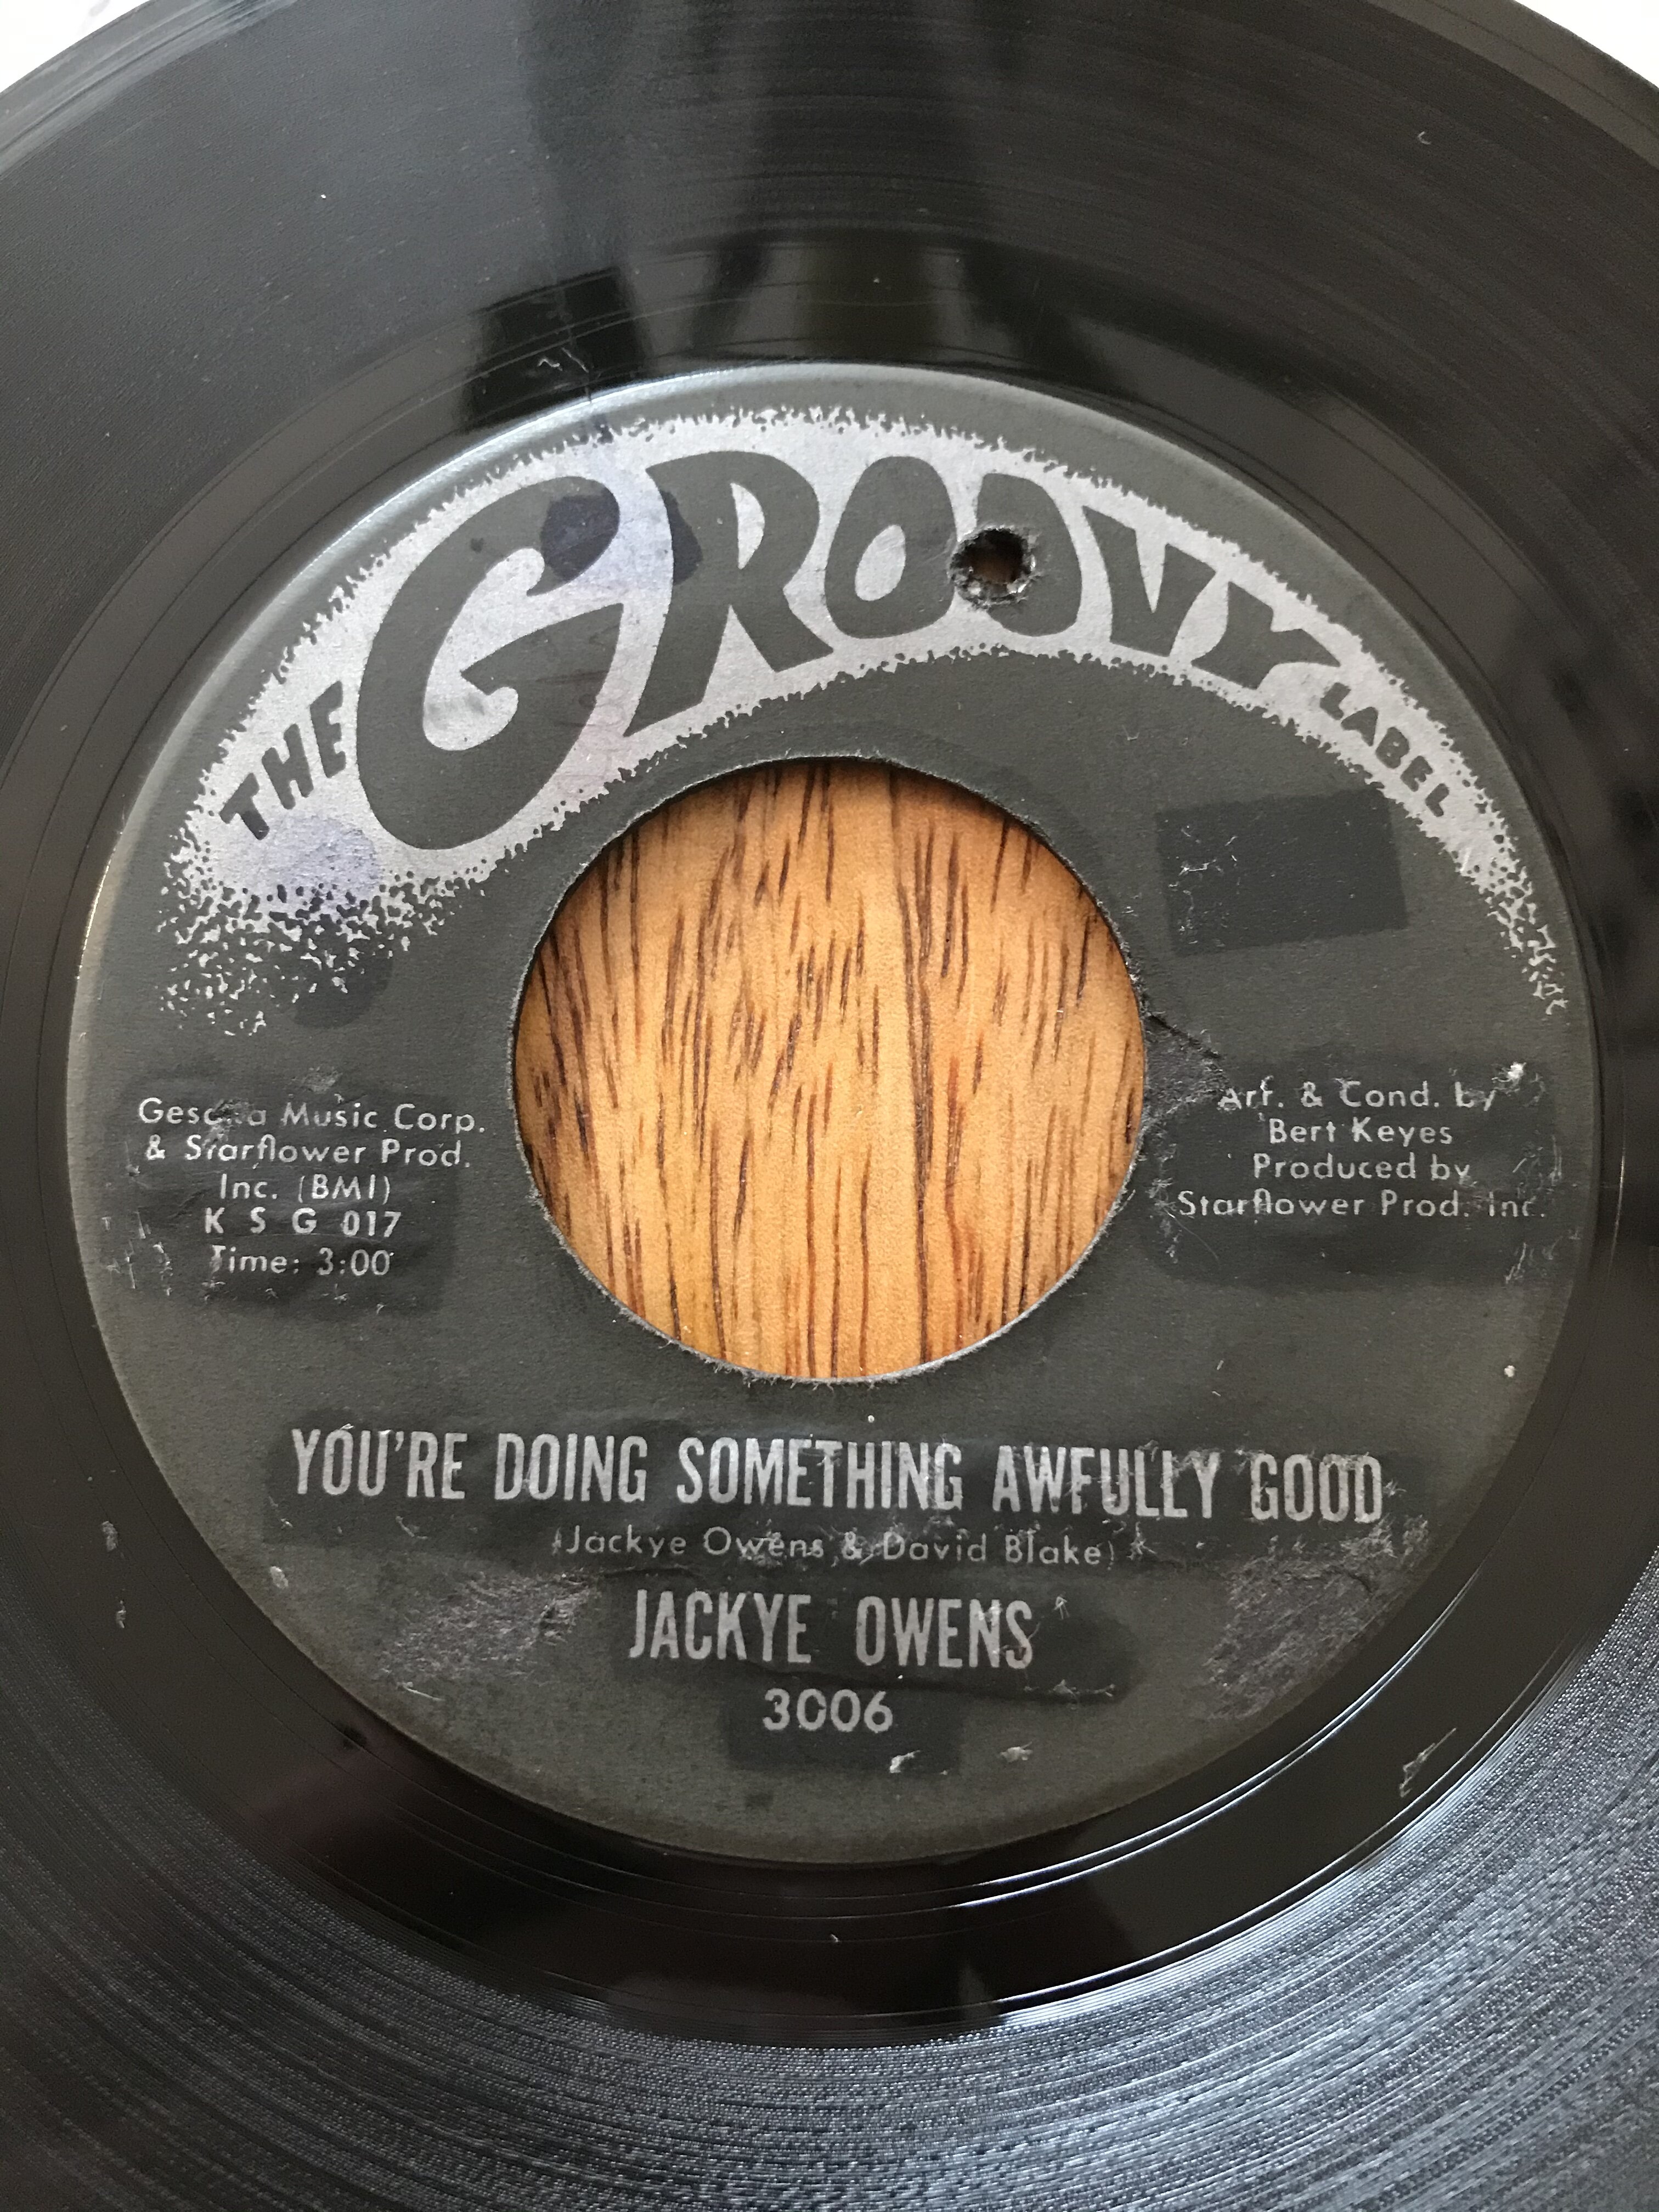 THE GROOVY LABEL
Music Corp.
& Starflower Prod.
Inc. (BMI)
K S G 017
Time: 3:00
Arr. & Cond. by
Bert Keyes
Produced by
Starflower Prod. Inc.
YOU'RE DOING SOMETHING AWFULLY GOOD
(Jackye Owens & David Blake)
JACKYE OWENS
3006